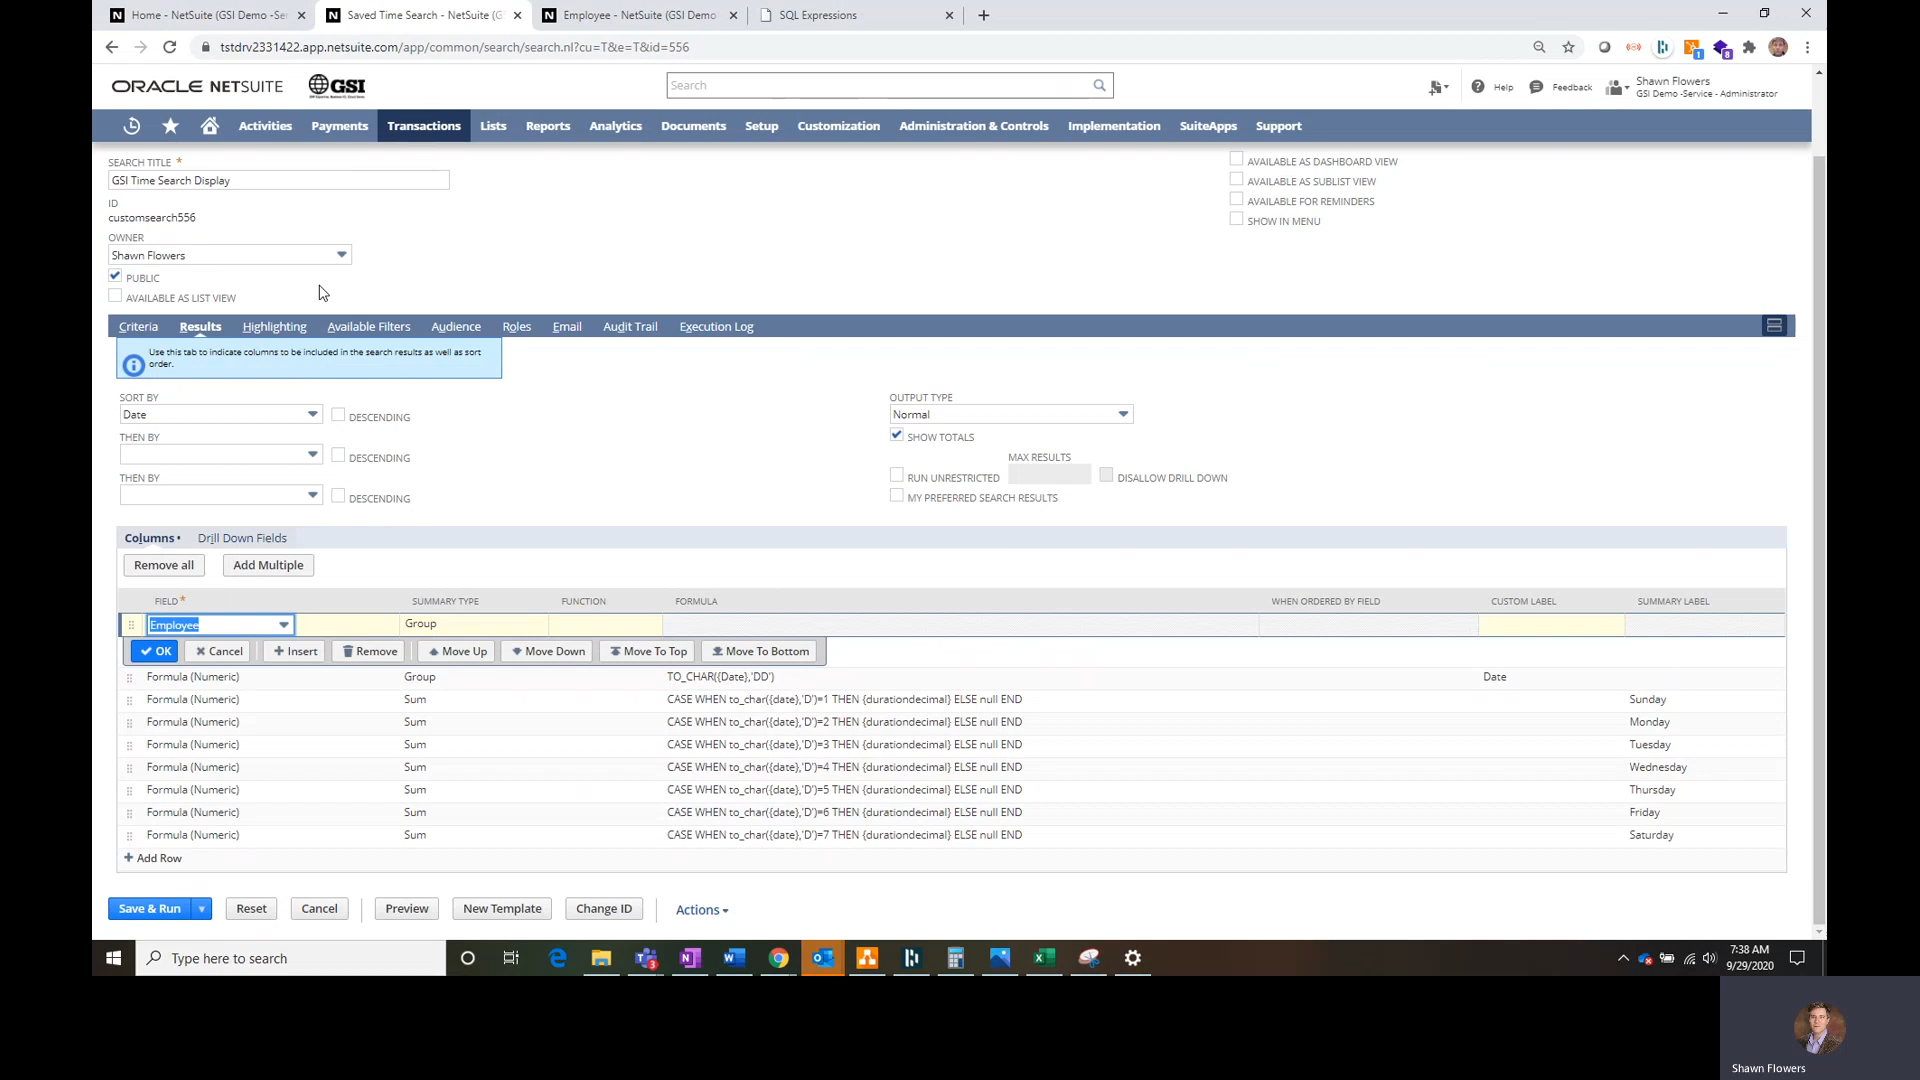 Home - NetSuite (GSI Demo -Ser
Saved Time Search - NetSuite (G
Employee - NetSuite (GSI Demo
SQL Expressions
tstdrv2331422.app.netsuite.com/app/common/search/search.nl?cu=T&e=T&id=556
1
8
ORACLE NETSUITE
GSI
Search
Help
Feedback
Shawn Flowers
GSI Demo -Service - Administrator
Activities
Payments
Transactions
Lists
Reports
Analytics
Documents
Setup
Customization
Administration & Controls
Implementation
SuiteApps
Support
SEARCH TITLE *
GSI Time Search Display
ID
customsearch556
OWNER
Shawn Flowers
PUBLIC
AVAILABLE AS LIST VIEW
AVAILABLE AS DASHBOARD VIEW
AVAILABLE AS SUBLIST VIEW
AVAILABLE FOR REMINDERS
SHOW IN MENU
Criteria
Results
Highlighting
Available Filters
Audience
Roles
Email
Audit Trail
Execution Log
Use this tab to indicate columns to be included in the search results as well as sort
order.
SORT BY
Date
DESCENDING
THEN BY
DESCENDING
THEN BY
DESCENDING
OUTPUT TYPE
Normal
SHOW TOTALS
MAX RESULTS
RUN UNRESTRICTED
DISALLOW DRILL DOWN
MY PREFERRED SEARCH RESULTS
Columns •
Drill Down Fields
Remove all
Add Multiple
FIELD * SUMMARY TYPE FUNCTION FORMULA WHEN ORDERED BY FIELD CUSTOM LABEL SUMMARY LABEL
Employee Group
OK Cancel Insert Remove Move Up Move Down Move To Top Move To Bottom
Formula (Numeric) Group TO_CHAR({Date},'DD') Date
Formula (Numeric) Sum CASE WHEN to_char({date},'D')=1 THEN {durationdecimal} ELSE null END Sunday
Formula (Numeric) Sum CASE WHEN to_char({date},'D')=2 THEN {durationdecimal} ELSE null END Monday
Formula (Numeric) Sum CASE WHEN to_char({date},'D')=3 THEN {durationdecimal} ELSE null END Tuesday
Formula (Numeric) Sum CASE WHEN to_char({date},'D')=4 THEN {durationdecimal} ELSE null END Wednesday
Formula (Numeric) Sum CASE WHEN to_char({date},'D')=5 THEN {durationdecimal} ELSE null END Thursday
Formula (Numeric) Sum CASE WHEN to_char({date},'D')=6 THEN {durationdecimal} ELSE null END Friday
Formula (Numeric) Sum CASE WHEN to_char({date},'D')=7 THEN {durationdecimal} ELSE null END Saturday
+ Add Row
Save & Run
Reset
Cancel
Preview
New Template
Change ID
Actions
Type here to search
3
7:38 AM
9/29/2020
Shawn Flowers